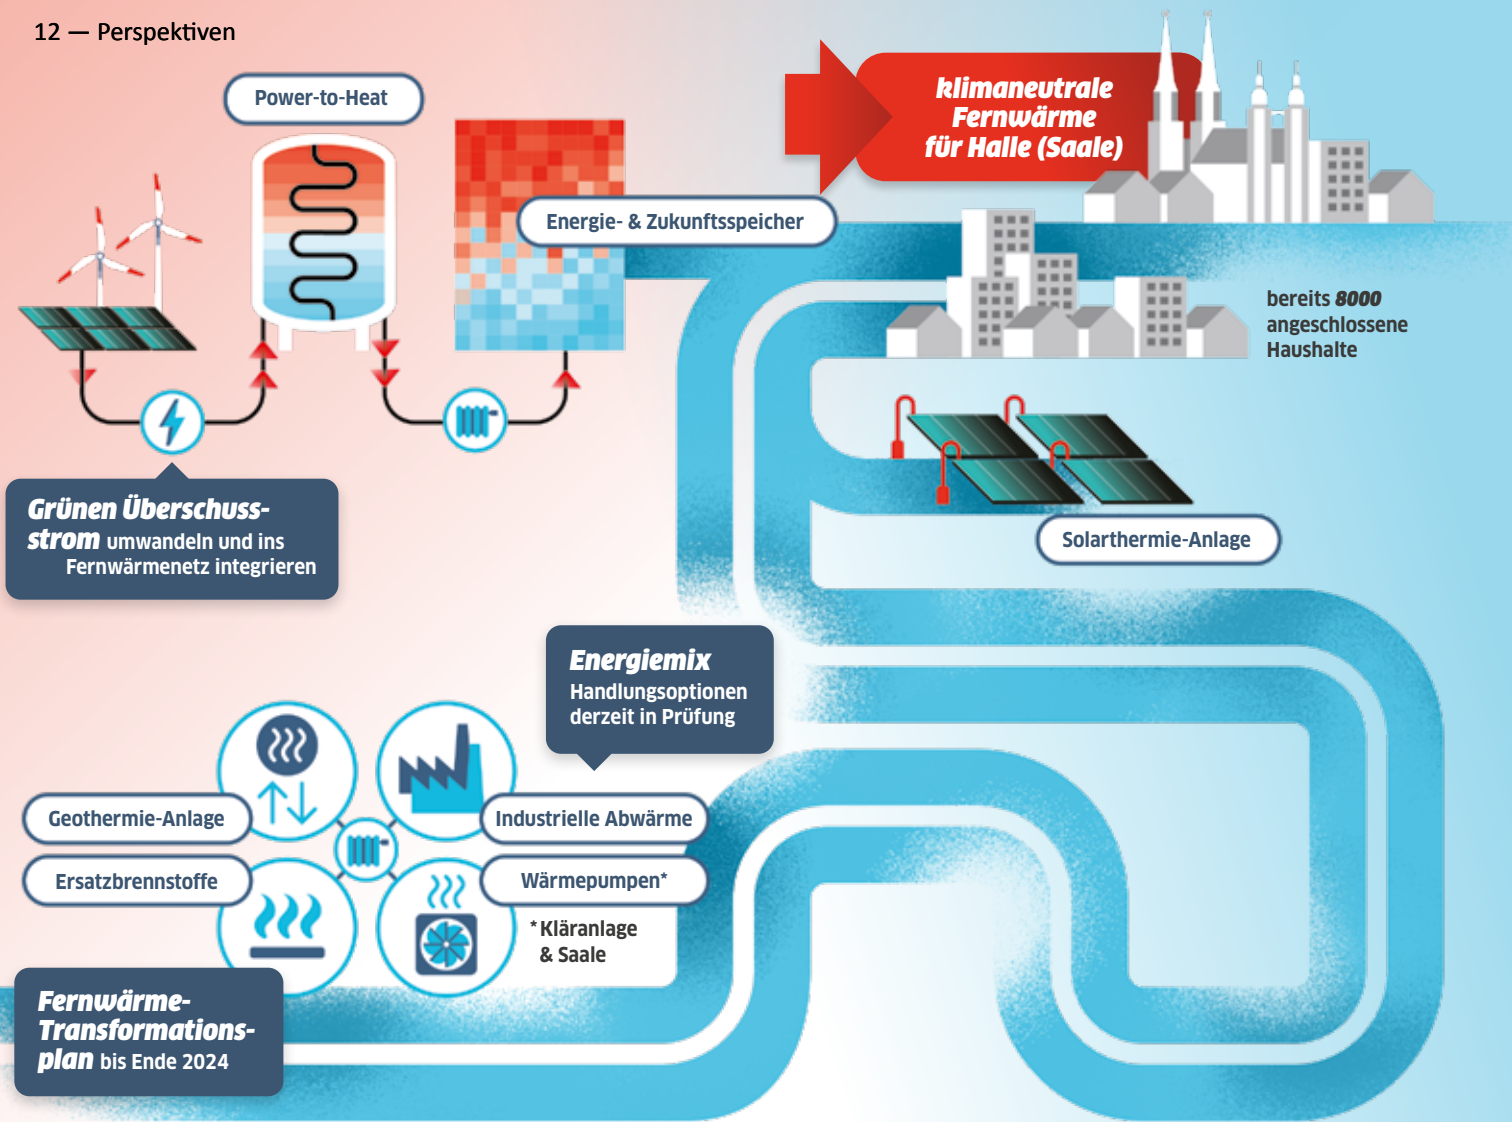 12 — Perspektiven
Power-to-Heat
klimaneutrale
Fernwärme
für Halle (Saale)
Energie- & Zukunftsspeicher
bereits 8000
angeschlossene
Haushalte
Grünen Überschuss-
strom umwandeln und ins
Fernwärmenetz integrieren
Solarthermie-Anlage
Energiemix
Handlungsoptionen
derzeit in Prüfung
Geothermie-Anlage
Industrielle Abwärme
Ersatzbrennstoffe
Wärmepumpen*
* Kläranlage
& Saale
Fernwärme-
Transformations-
plan bis Ende 2024